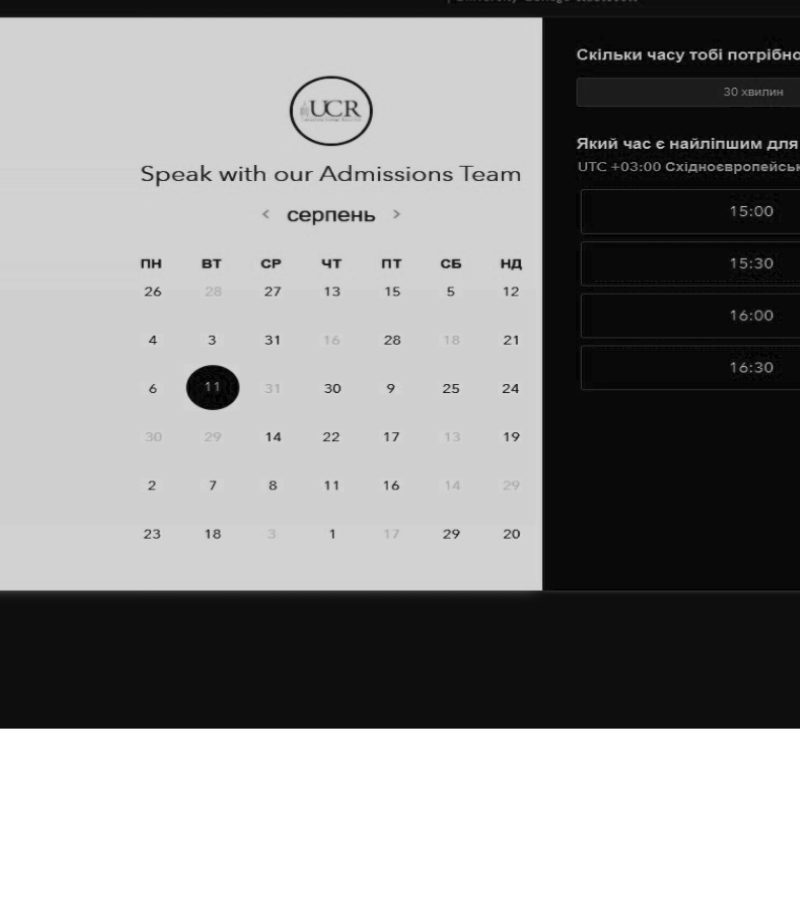 UCR
Speak with our Admissions Team
< серпень >
ПН ВТ СР ЧТ ПТ СБ НД
26 28 27 13 15 5 12
4 3 31 16 28 18 21
6 11 31 30 9 25 24
30 29 14 22 17 13 19
2 7 8 11 16 14 29
23 18 3 1 17 29 20
Скільки часу тобі потрібно
30 хвилин
Який час є найліпшим для
UTC +03:00 Східноєвропейськ
15:00
15:30
16:00
16:30